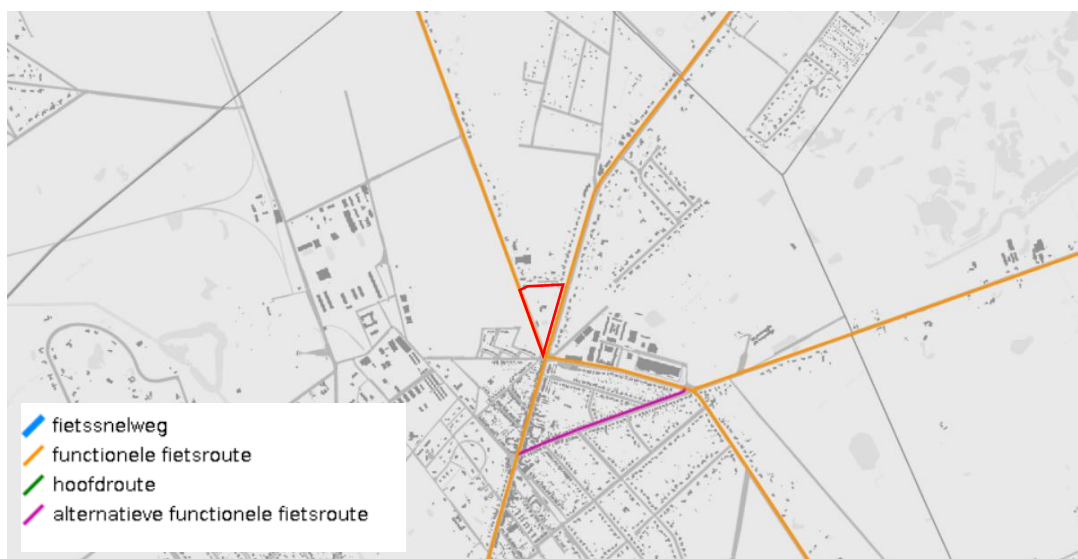 fietssnelweg
functionele fietsroute
hoofdroute
alternatieve functionele fietsroute